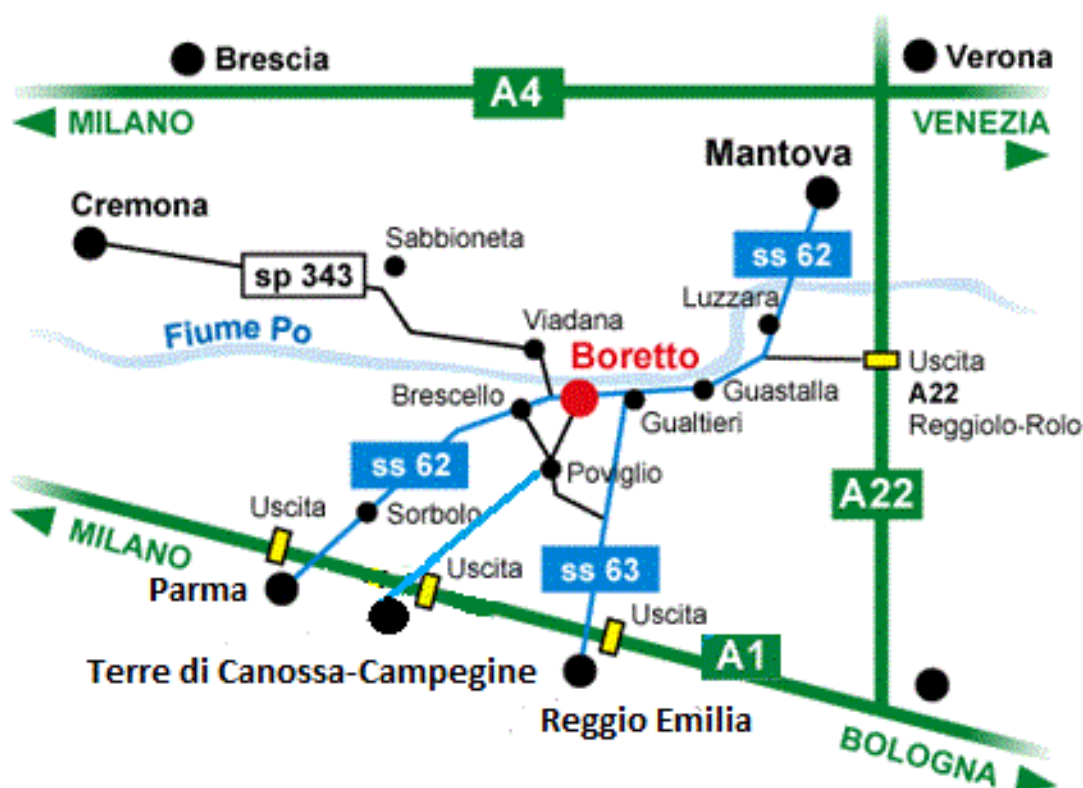 Brescia
Verona
A4
MILANO
VENEZIA
Mantova
Cremona
Sabbioneta
ss 62
sp 343
Luzzara
Viadana
Fiume Po
Boretto
Uscita
A22
Reggiolo-Rolo
Brescello
Guastalla
Gualtieri
ss 62
Poviglio
A22
Uscita
Sorbolo
MILANO
Uscita
ss 63
Parma
Uscita
Terre di Canossa-Campegine
A1
Reggio Emilia
BOLOGNA